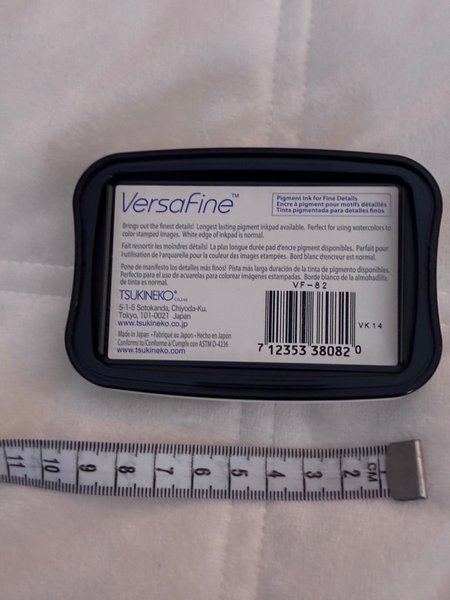 VersaFine™
Pigment Ink for Fine Details
Encre à pigment pour motifs détaillés
Tinta pigmentada para detalles finos
Brings out the finest details! Longest lasting pigment inkpad available. Perfect for using watercolors to
color stamped images. White edge of inkpad is normal.
Fait ressortir les moindres détails! La plus longue durée pad d'encre pigment disponibles. Parfait pour
l'utilisation de l'aquarelle pour la couleur des images estampées. Bord blanc d'encreur est normal.
Pone de manifesto los detalles más finos! Pista más larga duración de la tinta de pigmento disponibles.
Perfecto para el uso de acuarelas para colorear imágenes estampadas. Borde blanco de la almohadilla
de tinta es normal.
TSUKINEKO® CO.,LTD.
5-1-5 Sotokanda, Chiyoda-Ku,
Tokyo, 101-0021 Japan
www.tsukineko.co.jp
Made in Japan • Fabriqué au Japon • Hecho en Japón
Conforms to/Conforme à/Cumple con ASTM D-4236
www.tsukineko.com
VF-82
7 12353 38082 0
VK14
11 10 9 8 7 6 5 4 3 2 CM